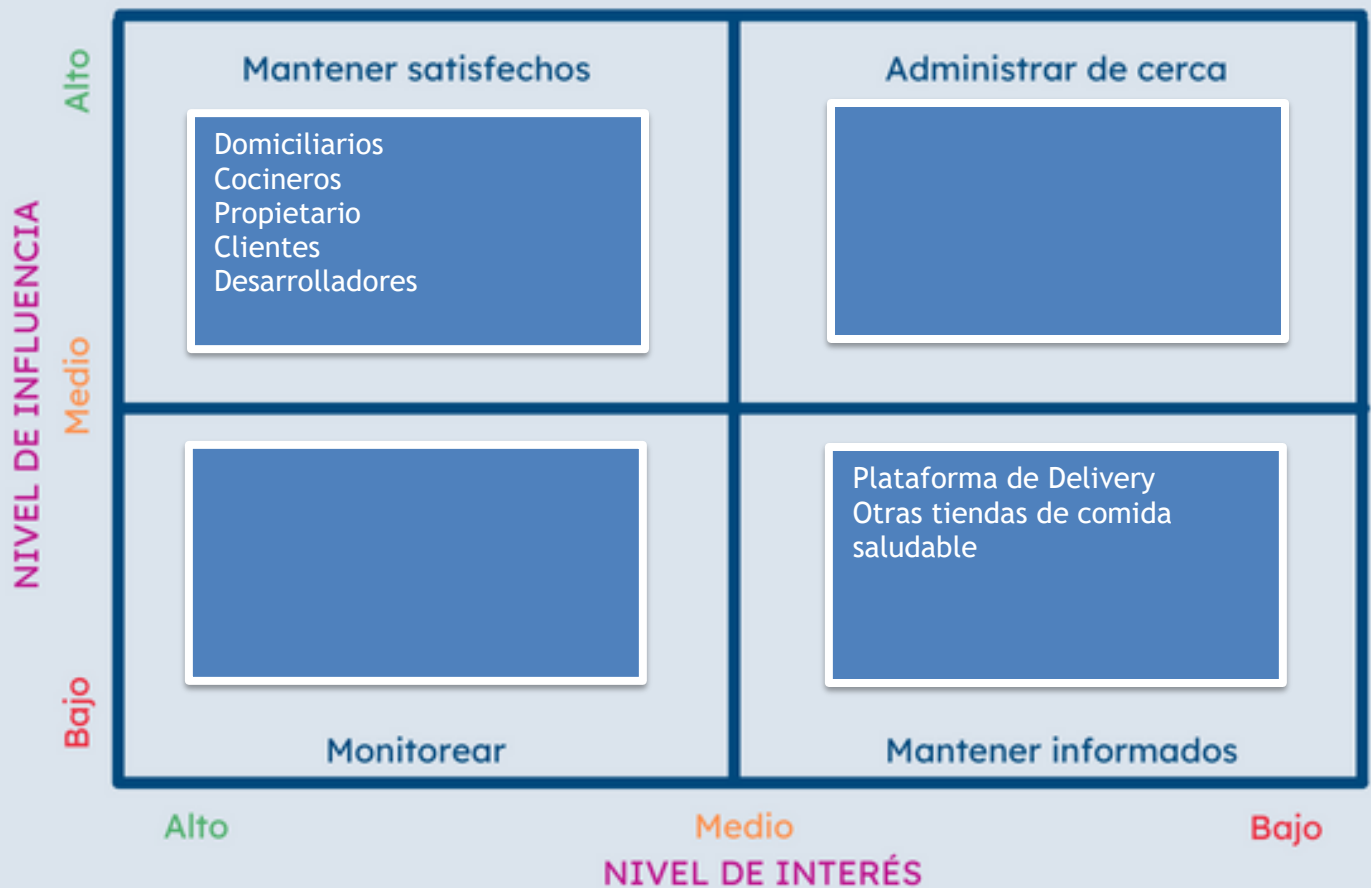 Alto
Medio
Bajo
NIVEL DE INFLUENCIA
Mantener satisfechos
Domiciliarios
Cocineros
Propietario
Clientes
Desarrolladores
Administrar de cerca
Monitorear
Plataforma de Delivery
Otras tiendas de comida
saludable
Mantener informados
Alto
Medio
Bajo
NIVEL DE INTERÉS